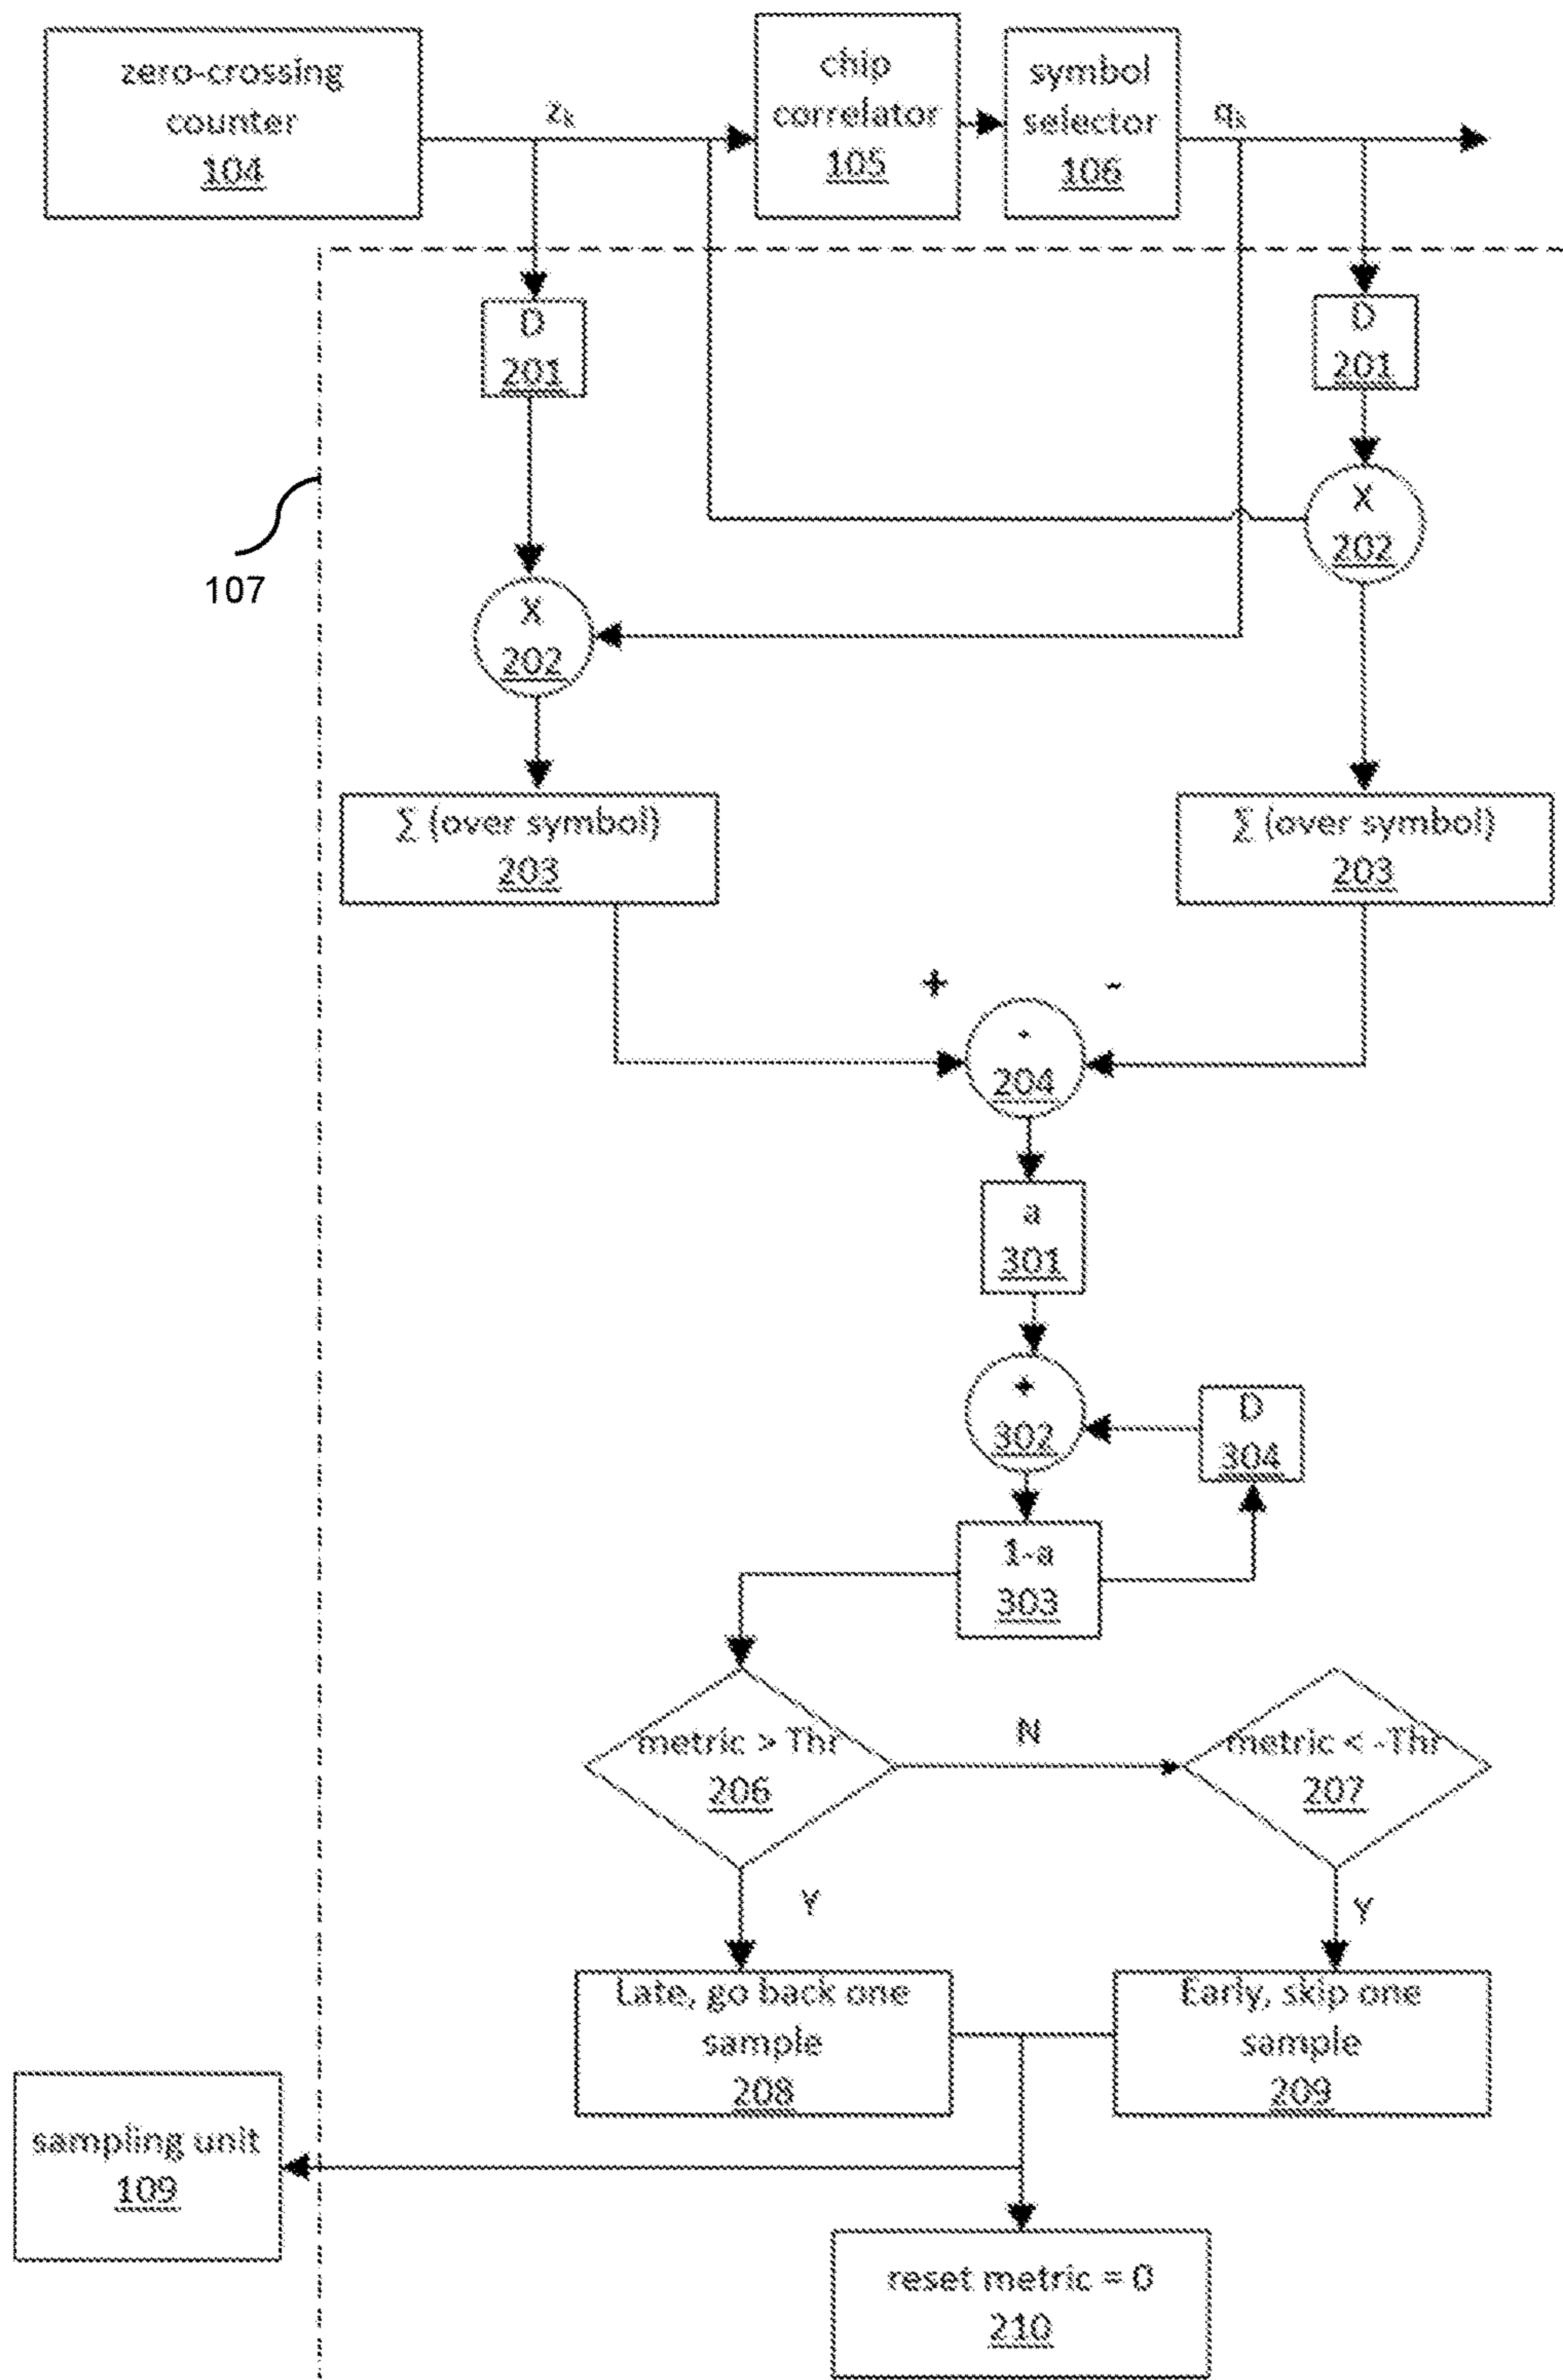 zero-crossing
counter
104
z_k
chip
correlator
105
symbol
selector
106
q_k
D
201
D
201
X
202
107
X
202
∑ (over symbol)
203
∑ (over symbol)
203
+
-
-
204
a
301
+
302
D
304
1-a
303
metric > Thr
206
N
metric < -Thr
207
Y
Y
Late, go back one
sample
208
Early, skip one
sample
209
sampling unit
109
reset metric = 0
210